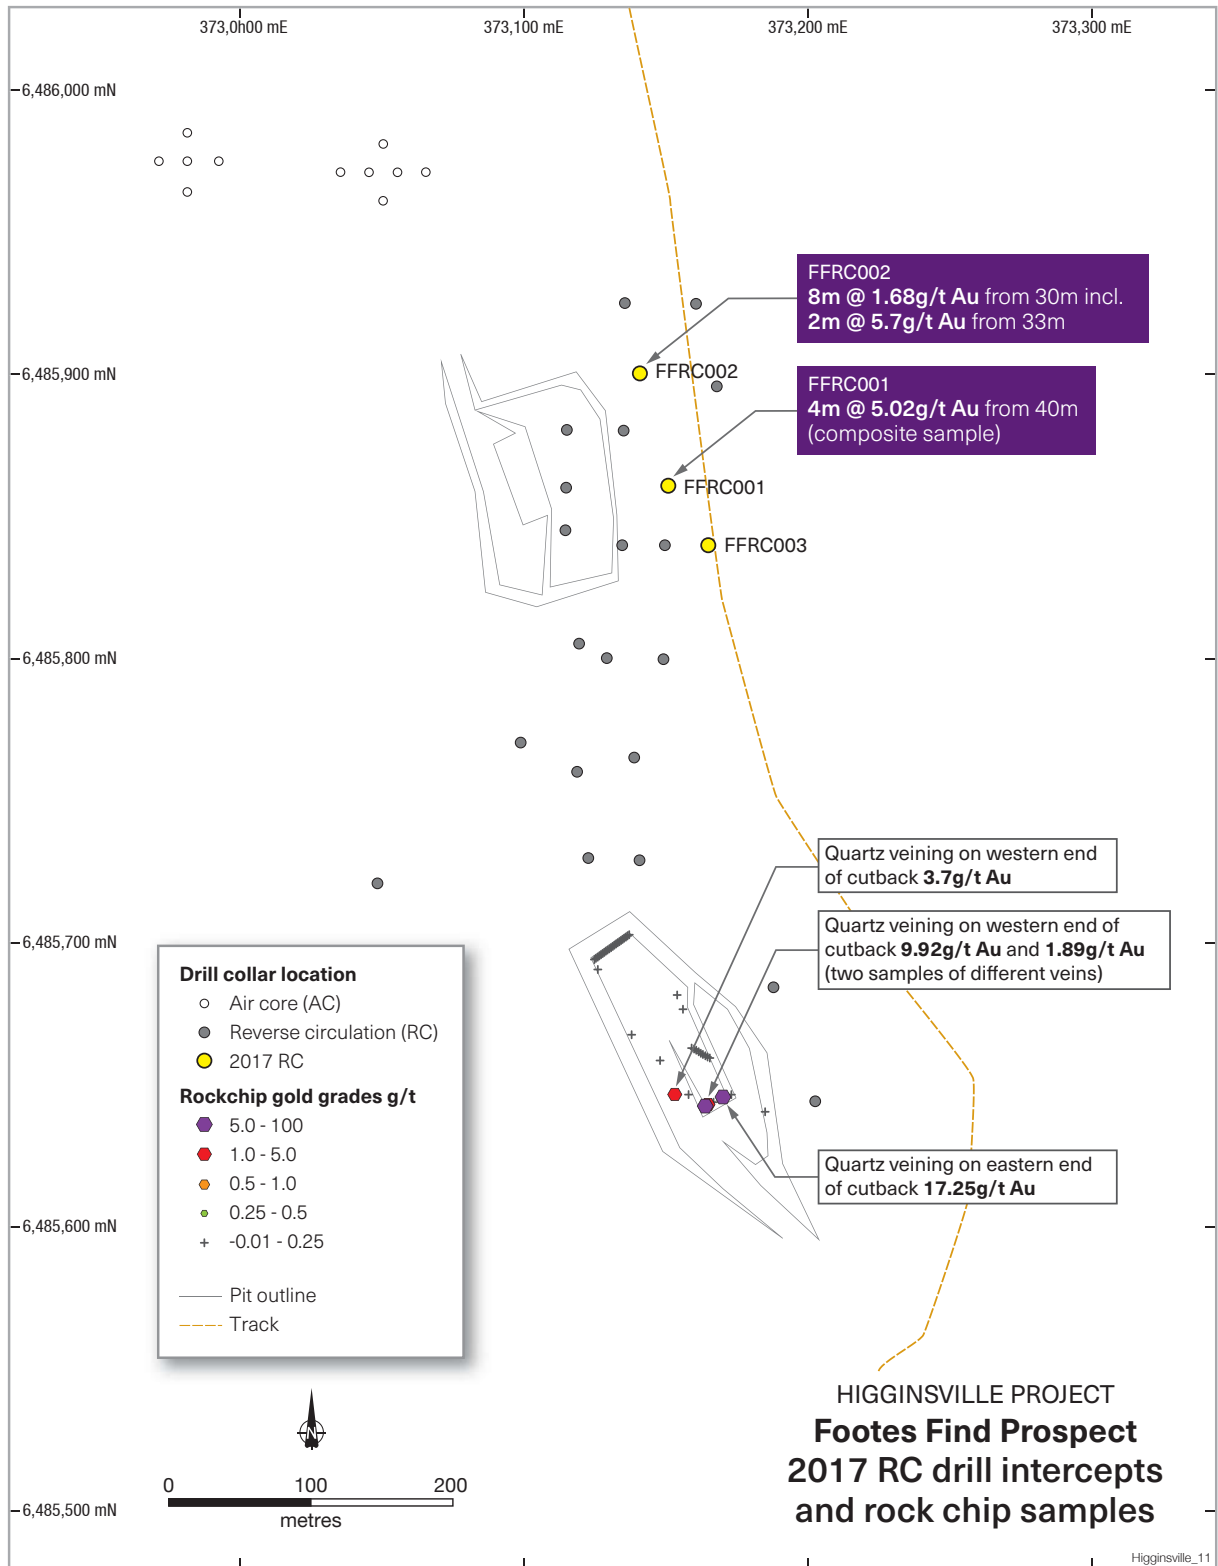 373,0h00 mE
373,100 mE
373,200 mE
373,300 mE
6,486,000 mN
FFRC002
8m @ 1.68g/t Au from 30m incl.
2m @ 5.7g/t Au from 33m
6,485,900 mN
FFRC002
FFRC001
4m @ 5.02g/t Au from 40m
(composite sample)
FFRC001
FFRC003
6,485,800 mN
Quartz veining on western end
of cutback 3.7g/t Au
6,485,700 mN
Quartz veining on western end of
cutback 9.92g/t Au and 1.89g/t Au
(two samples of different veins)
Quartz veining on eastern end
of cutback 17.25g/t Au
Drill collar location
Air core (AC)
Reverse circulation (RC)
2017 RC
Rockchip gold grades g/t
5.0 - 100
1.0 - 5.0
0.5 - 1.0
0.25 - 0.5
-0.01 - 0.25
Pit outline
Track
6,485,600 mN
N
0 100 200
metres
6,485,500 mN
HIGGINSVILLE PROJECT
Footes Find Prospect
2017 RC drill intercepts
and rock chip samples
Higginsville_11